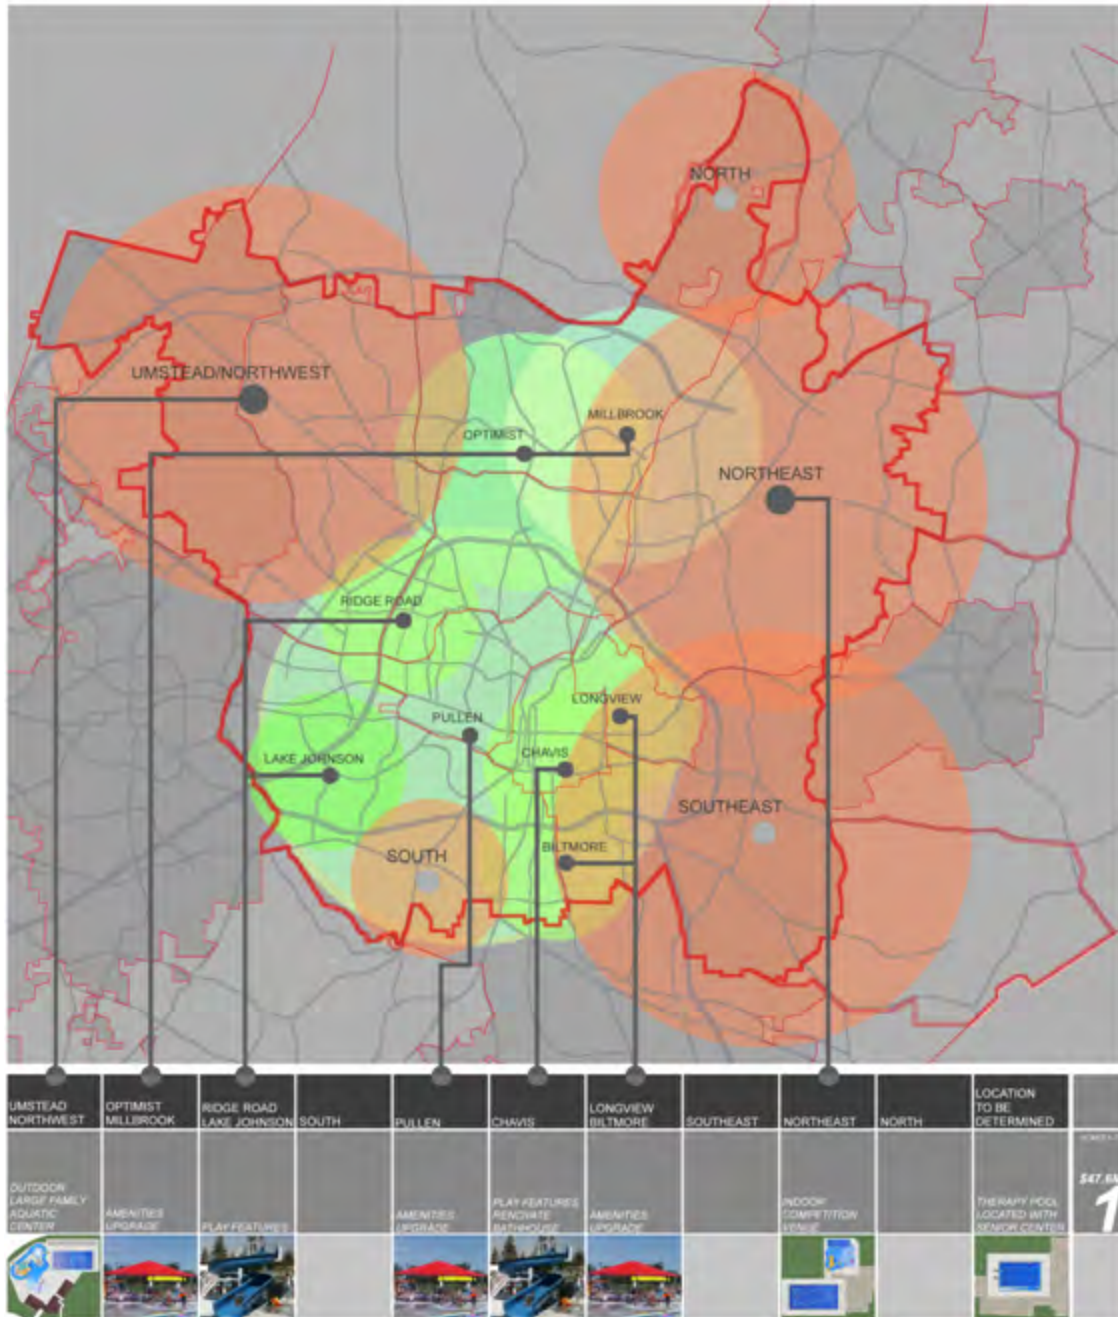 NORTH
UMSTEAD/NORTHWEST
MILLBROOK
OPTIMIST
NORTHEAST
RIDGE ROAD
LONGVIEW
PULLEN
CHAVIS
LAKE JOHNSON
SOUTHEAST
BILTMORE
SOUTH
UMSTEAD
NORTHWEST
OPTIMIST
MILLBROOK
RIDGE ROAD
LAKE JOHNSON
SOUTH
PULLEN
CHAVIS
LONGVIEW
BILTMORE
SOUTHEAST
NORTHEAST
NORTH
LOCATION
TO BE
DETERMINED
OUTDOOR
LARGE FAMILY
AQUATIC
CENTER
AMENITIES
UPGRADE
PLAY FEATURES
AMENITIES
UPGRADE
PLAY FEATURES
RENOVATE
BATHHOUSE
AMENITIES
UPGRADE
INDOOR
COMPETITION
VENUE
THERAPY POOL
LOCATED WITH
SENIOR CENTER
$47.6M
1